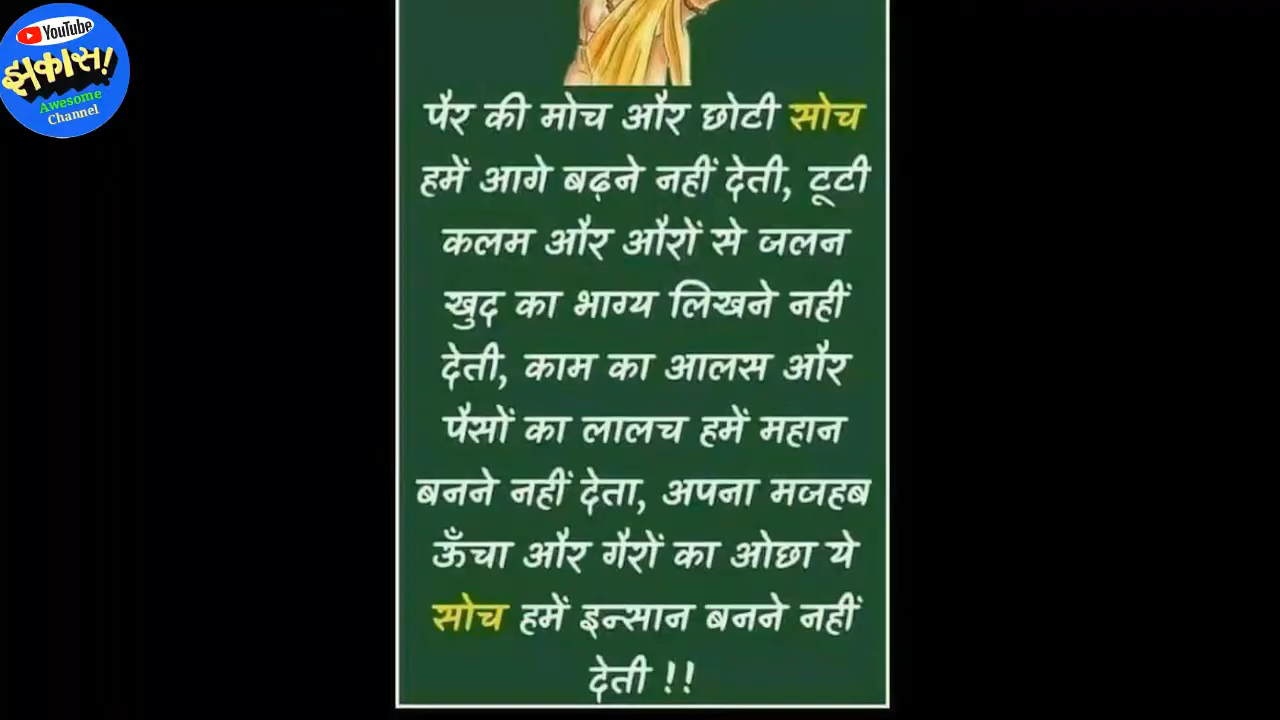 YouTube
झकास!
Awesome
Channel
पैर की मोच और छोटी सोच
हमें आगे बढ़ने नहीं देती, टूटी
कलम और औरों से जलन
खुद का भाग्य लिखने नहीं
देती, काम का आलस और
पैसों का लालच हमें महान
बनने नहीं देता, अपना मजहब
ऊँचा और गैरों का ओछा ये
सोच हमें इन्सान बनने नहीं
देती !!